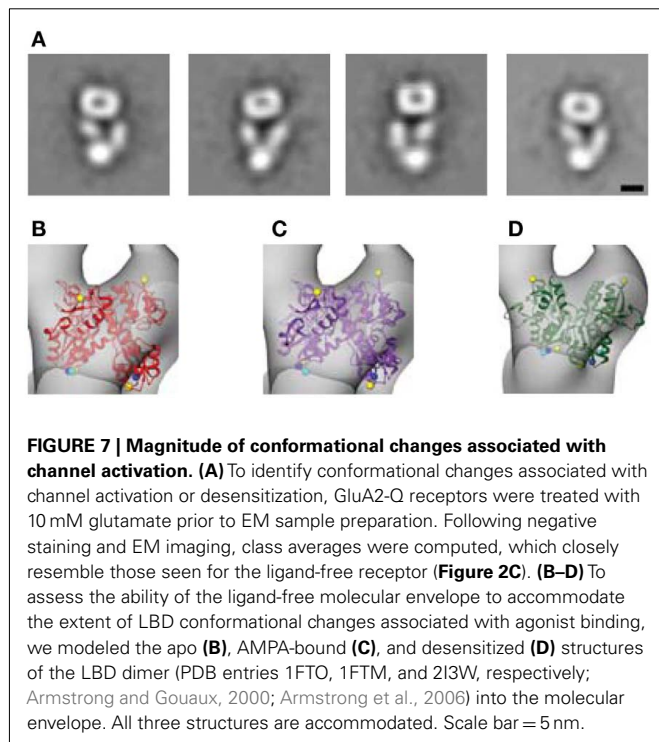 A
B
C
D
FIGURE 7 | Magnitude of conformational changes associated with
channel activation. (A) To identify conformational changes associated with
channel activation or desensitization, GluA2-Q receptors were treated with
10 mM glutamate prior to EM sample preparation. Following negative
staining and EM imaging, class averages were computed, which closely
resemble those seen for the ligand-free receptor (Figure 2C). (B–D) To
assess the ability of the ligand-free molecular envelope to accommodate
the extent of LBD conformational changes associated with agonist binding,
we modeled the apo (B), AMPA-bound (C), and desensitized (D) structures
of the LBD dimer (PDB entries 1FTO, 1FTM, and 2I3W, respectively;
Armstrong and Gouaux, 2000; Armstrong et al., 2006) into the molecular
envelope. All three structures are accommodated. Scale bar = 5 nm.